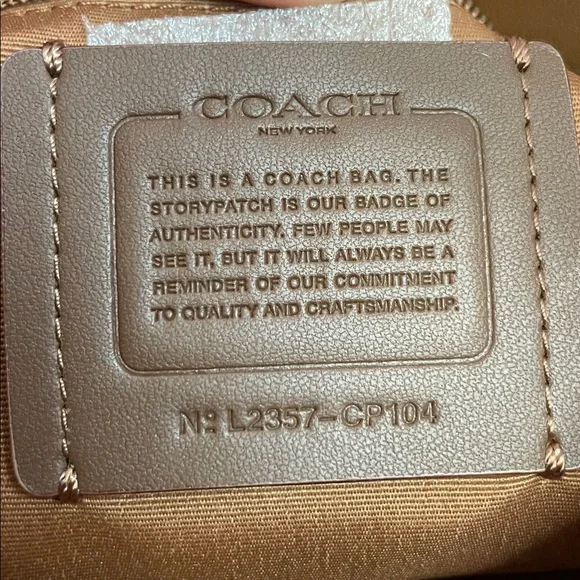 COACH
NEW YORK
THIS IS A COACH BAG. THE
STORYPATCH IS OUR BADGE OF
AUTHENTICITY. FEW PEOPLE MAY
SEE IT, BUT IT WILL ALWAYS BE A
REMINDER OF OUR COMMITMENT
TO QUALITY AND CRAFTSMANSHIP.
Nº L2357-CP104